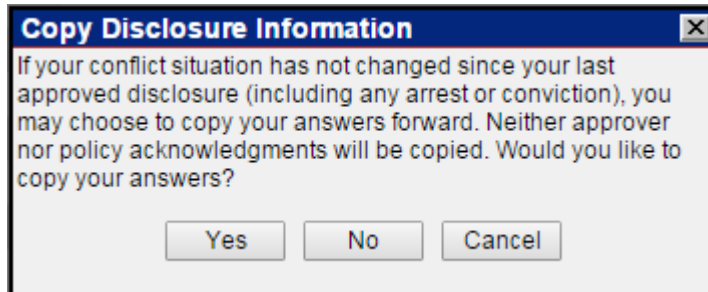 Copy Disclosure Information
If your conflict situation has not changed since your last
approved disclosure (including any arrest or conviction), you
may choose to copy your answers forward. Neither approver
nor policy acknowledgments will be copied. Would you like to
copy your answers?
Yes No Cancel